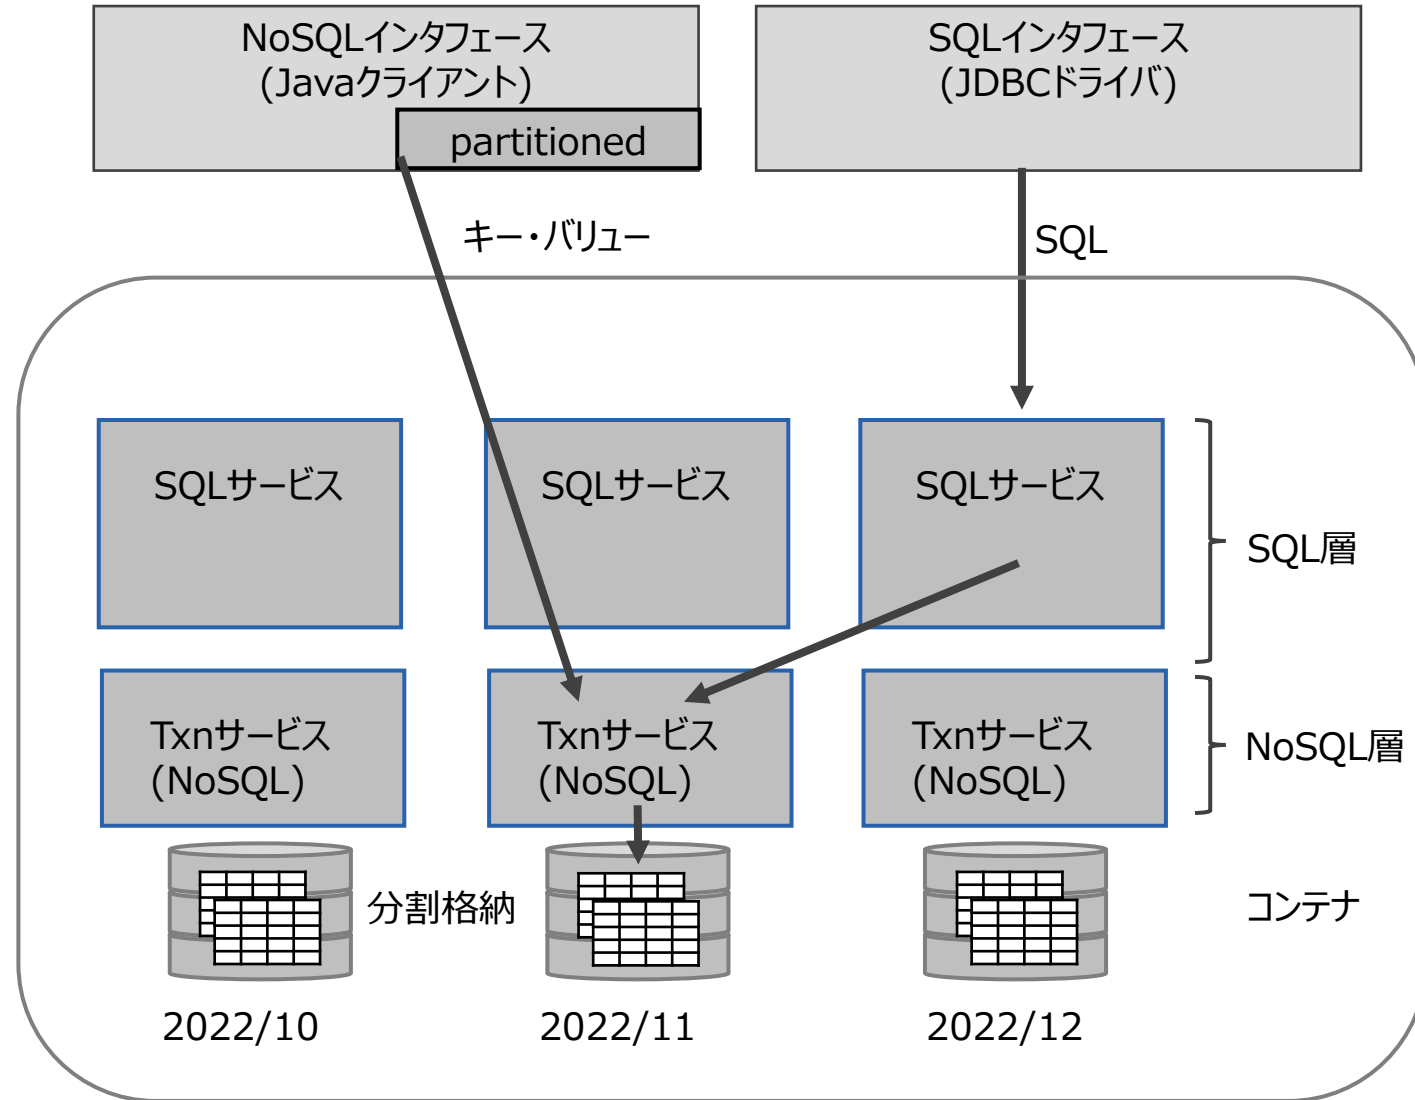 NoSQLインタフェース
(Javaクライアント)
partitioned
SQLインタフェース
(JDBCドライバ)
キー・バリュー
SQL
SQLサービス
SQLサービス
SQLサービス
SQL層
Txnサービス
(NoSQL)
Txnサービス
(NoSQL)
Txnサービス
(NoSQL)
NoSQL層
分割格納
コンテナ
2022/10
2022/11
2022/12